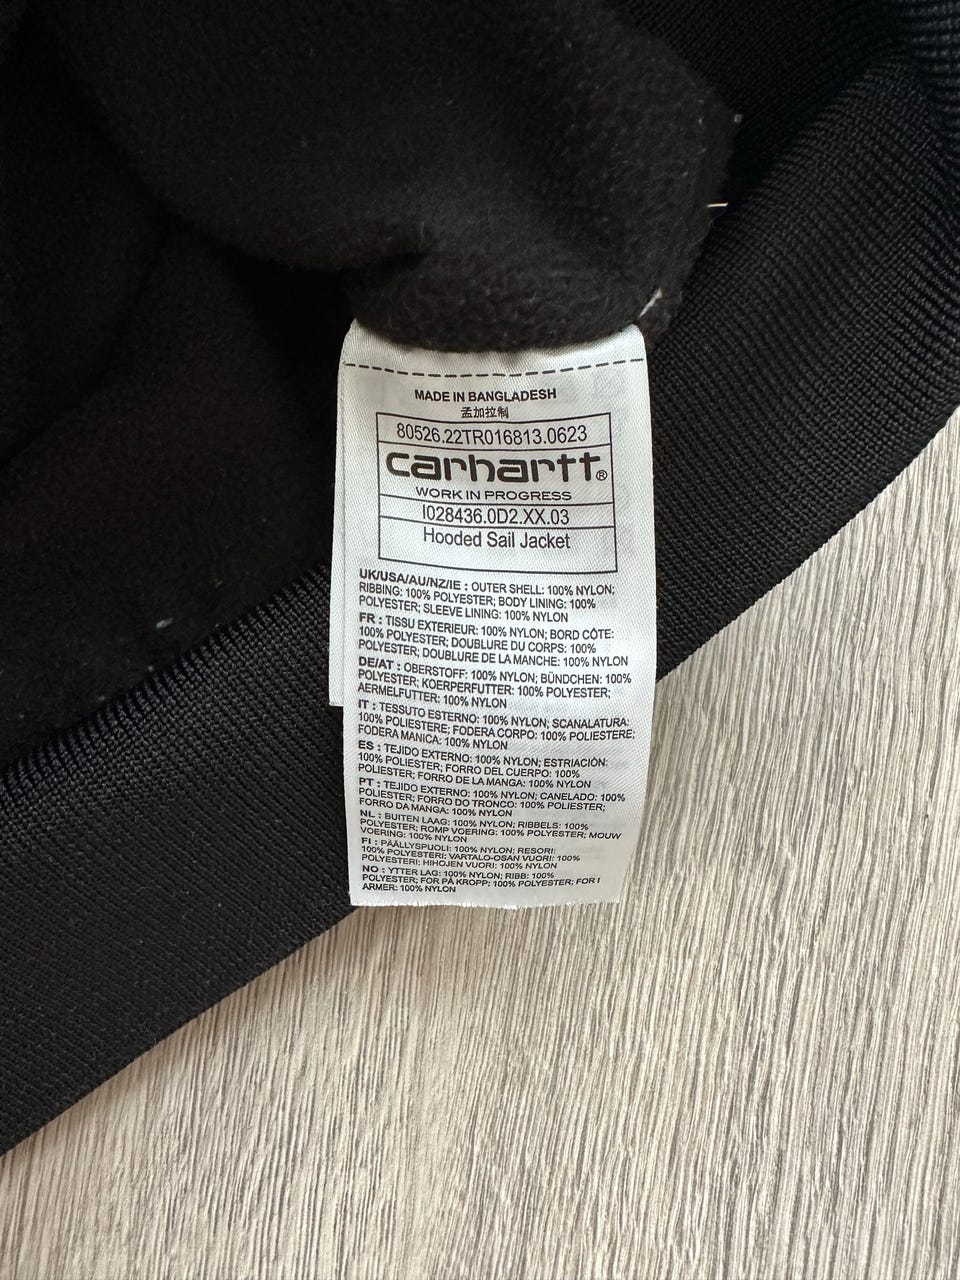 MADE IN BANGLADESH
孟加拉制
80526.22TR016813.0623
carhartt®
WORK IN PROGRESS
I028436.0D2.XX.03
Hooded Sail Jacket
UK/USA/AU/NZ/IE : OUTER SHELL: 100% NYLON;
RIBBING: 100% POLYESTER; BODY LINING: 100%
POLYESTER; SLEEVE LINING: 100% NYLON
FR : TISSU EXTERIEUR: 100% NYLON; BORD CÔTE:
100% POLYESTER; DOUBLURE DU CORPS: 100%
POLYESTER; DOUBLURE DE LA MANCHE: 100% NYLON
DE/AT : OBERSTOFF: 100% NYLON; BÜNDCHEN: 100%
POLYESTER; KOERPERFUTTER: 100% POLYESTER;
AERMELFUTTER: 100% NYLON
IT : TESSUTO ESTERNO: 100% NYLON; SCANALATURA:
100% POLIESTERE; FODERA CORPO: 100% POLIESTERE;
FODERA MANICA: 100% NYLON
ES : TEJIDO EXTERNO: 100% NYLON; ESTRIACIÓN:
100% POLIESTER; FORRO DEL CUERPO: 100%
POLIESTER; FORRO DE LA MANGA: 100% NYLON
PT : TEJIDO EXTERNO: 100% NYLON; CANELADO: 100%
POLIESTER; FORRO DO TRONCO: 100% POLIESTER;
FORRO DA MANGA: 100% NYLON
NL : BUITEN LAAG: 100% NYLON; RIBBELS: 100%
POLYESTER; ROMP VOERING: 100% POLYESTER; MOUW
VOERING: 100% NYLON
FI : PÄÄLLYSPUOLI: 100% NYLON; RESORI:
100% POLYESTERI; VARTALO-OSAN VUORI: 100%
POLYESTERI; HIHOJEN VUORI: 100% NYLON
NO : YTTER LAG: 100% NYLON; RIBB: 100%
POLYESTER; FOR PÅ KROPP: 100% POLYESTER; FOR I
ARMER: 100% NYLON